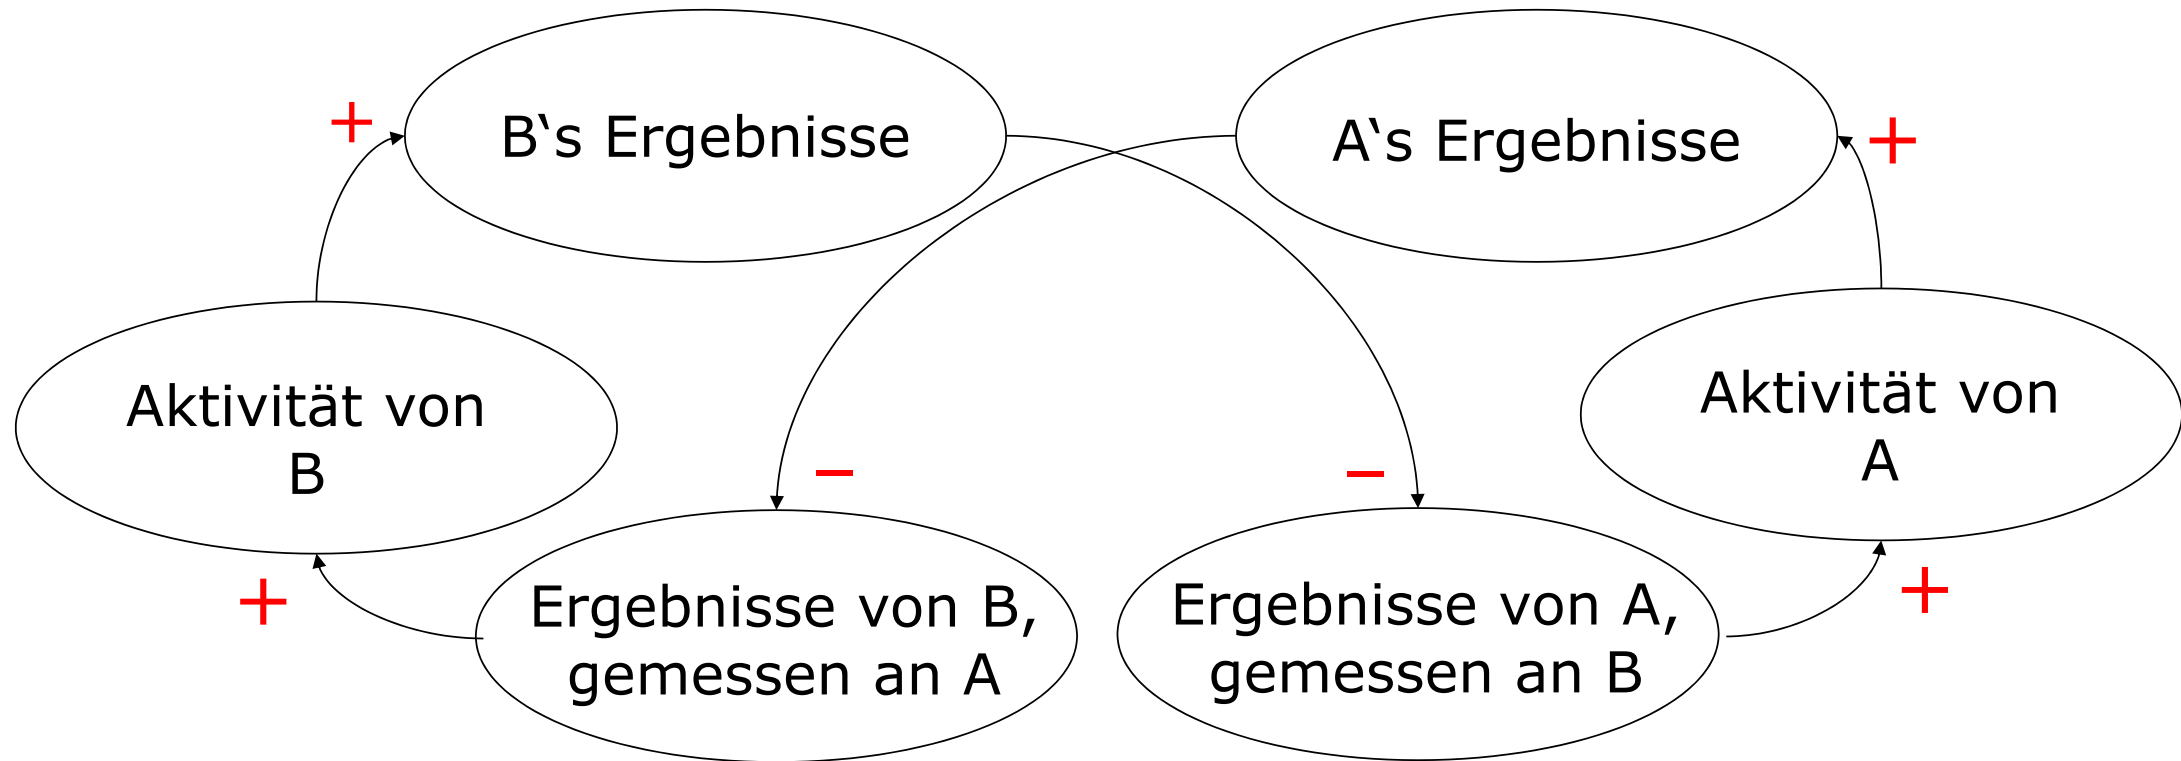 +
B‘s Ergebnisse
A‘s Ergebnisse
+
Aktivität von
B
Aktivität von
A
–
–
+
Ergebnisse von B,
gemessen an A
Ergebnisse von A,
gemessen an B
+